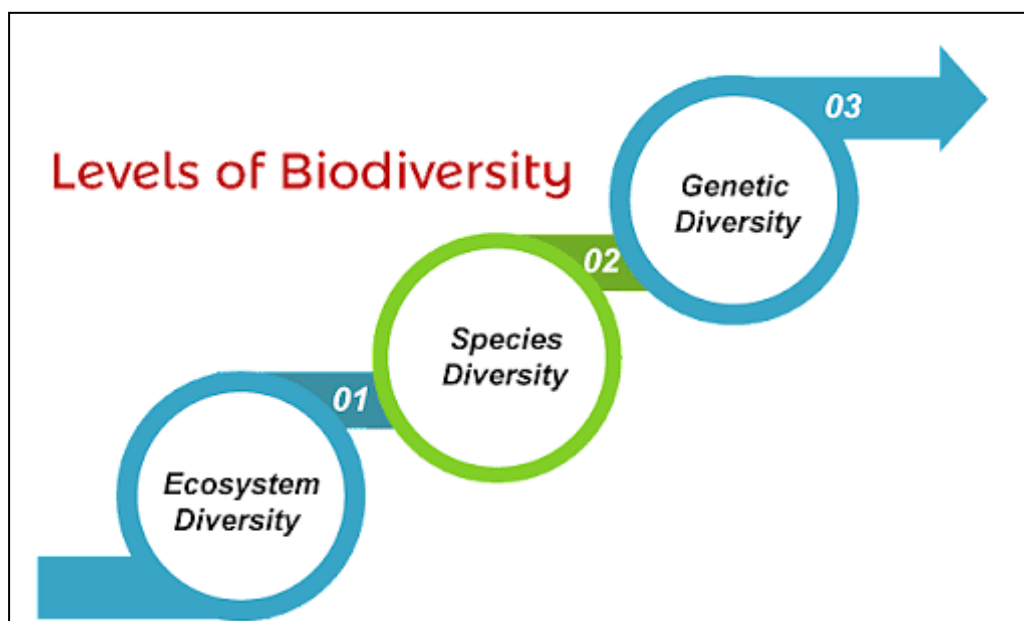 Levels of Biodiversity
01
Ecosystem
Diversity
02
Species
Diversity
03
Genetic
Diversity